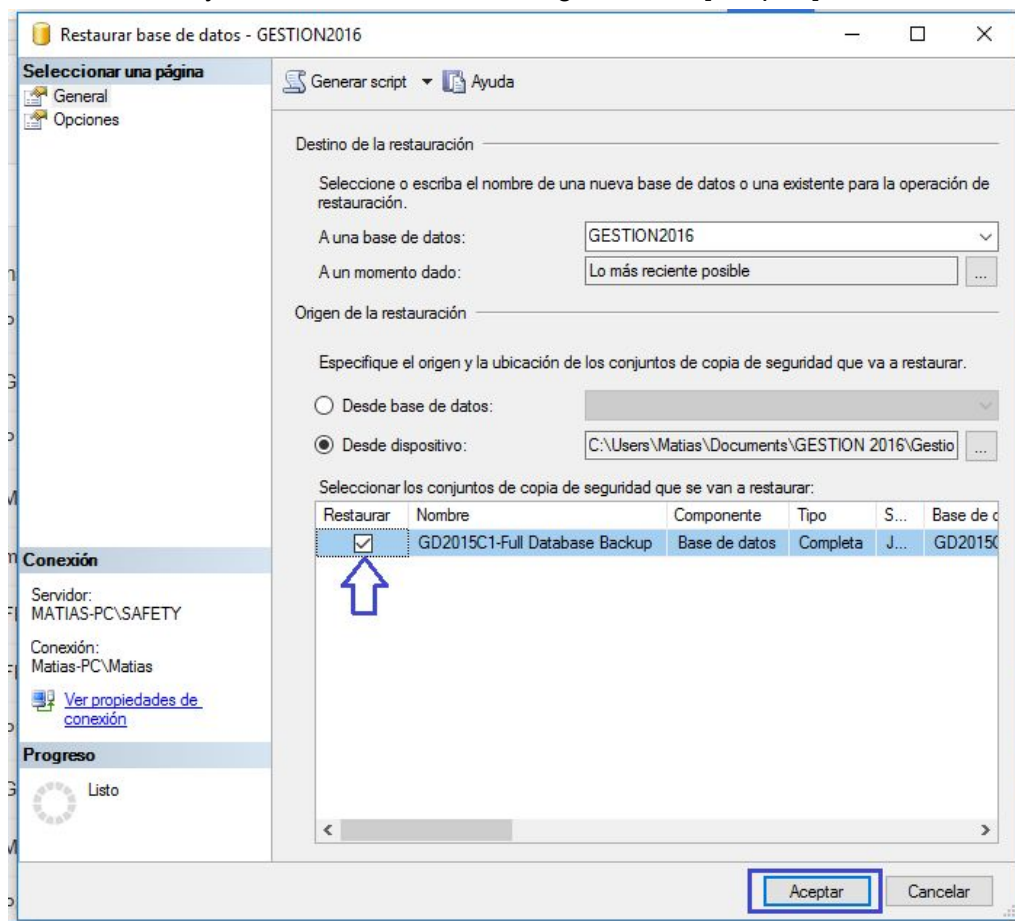 Restaurar base de datos - GESTION2016
Seleccionar una página
General
Opciones
Generar script
Ayuda
Destino de la restauración
Seleccione o escriba el nombre de una nueva base de datos o una existente para la operación de
restauración.
A una base de datos: GESTION2016
A un momento dado: Lo más reciente posible
...
Origen de la restauración
Especifique el origen y la ubicación de los conjuntos de copia de seguridad que va a restaurar.
Desde base de datos:
Desde dispositivo: C:\Users\Matias\Documents\GESTION 2016\Gestio
...
Seleccionar los conjuntos de copia de seguridad que se van a restaurar:
Restaurar Nombre Componente Tipo S... Base de d
GD2015C1-Full Database Backup Base de datos Completa J... GD2015C
Conexión
Servidor:
MATIAS-PC\SAFETY
Conexión:
Matias-PC\Matias
Ver propiedades de
conexión
Progreso
Listo
Aceptar
Cancelar